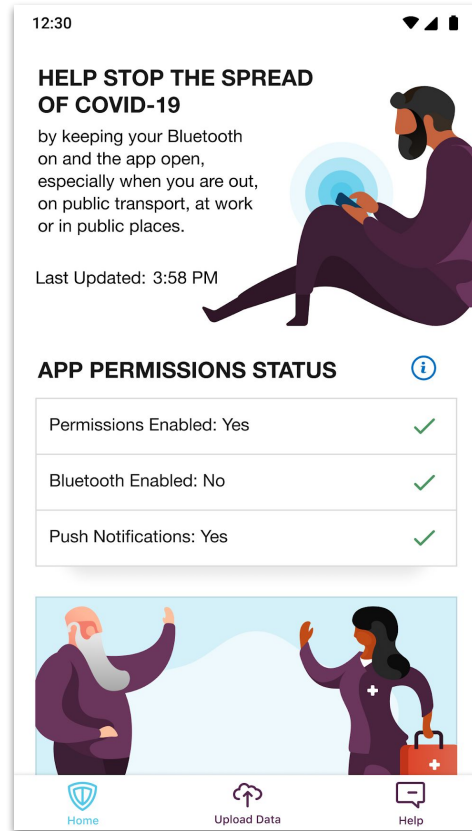 12:30
HELP STOP THE SPREAD
OF COVID-19
by keeping your Bluetooth
on and the app open,
especially when you are out,
on public transport, at work
or in public places.
Last Updated: 3:58 PM
APP PERMISSIONS STATUS
i
Permissions Enabled: Yes
Bluetooth Enabled: No
Push Notifications: Yes
Home
Upload Data
Help